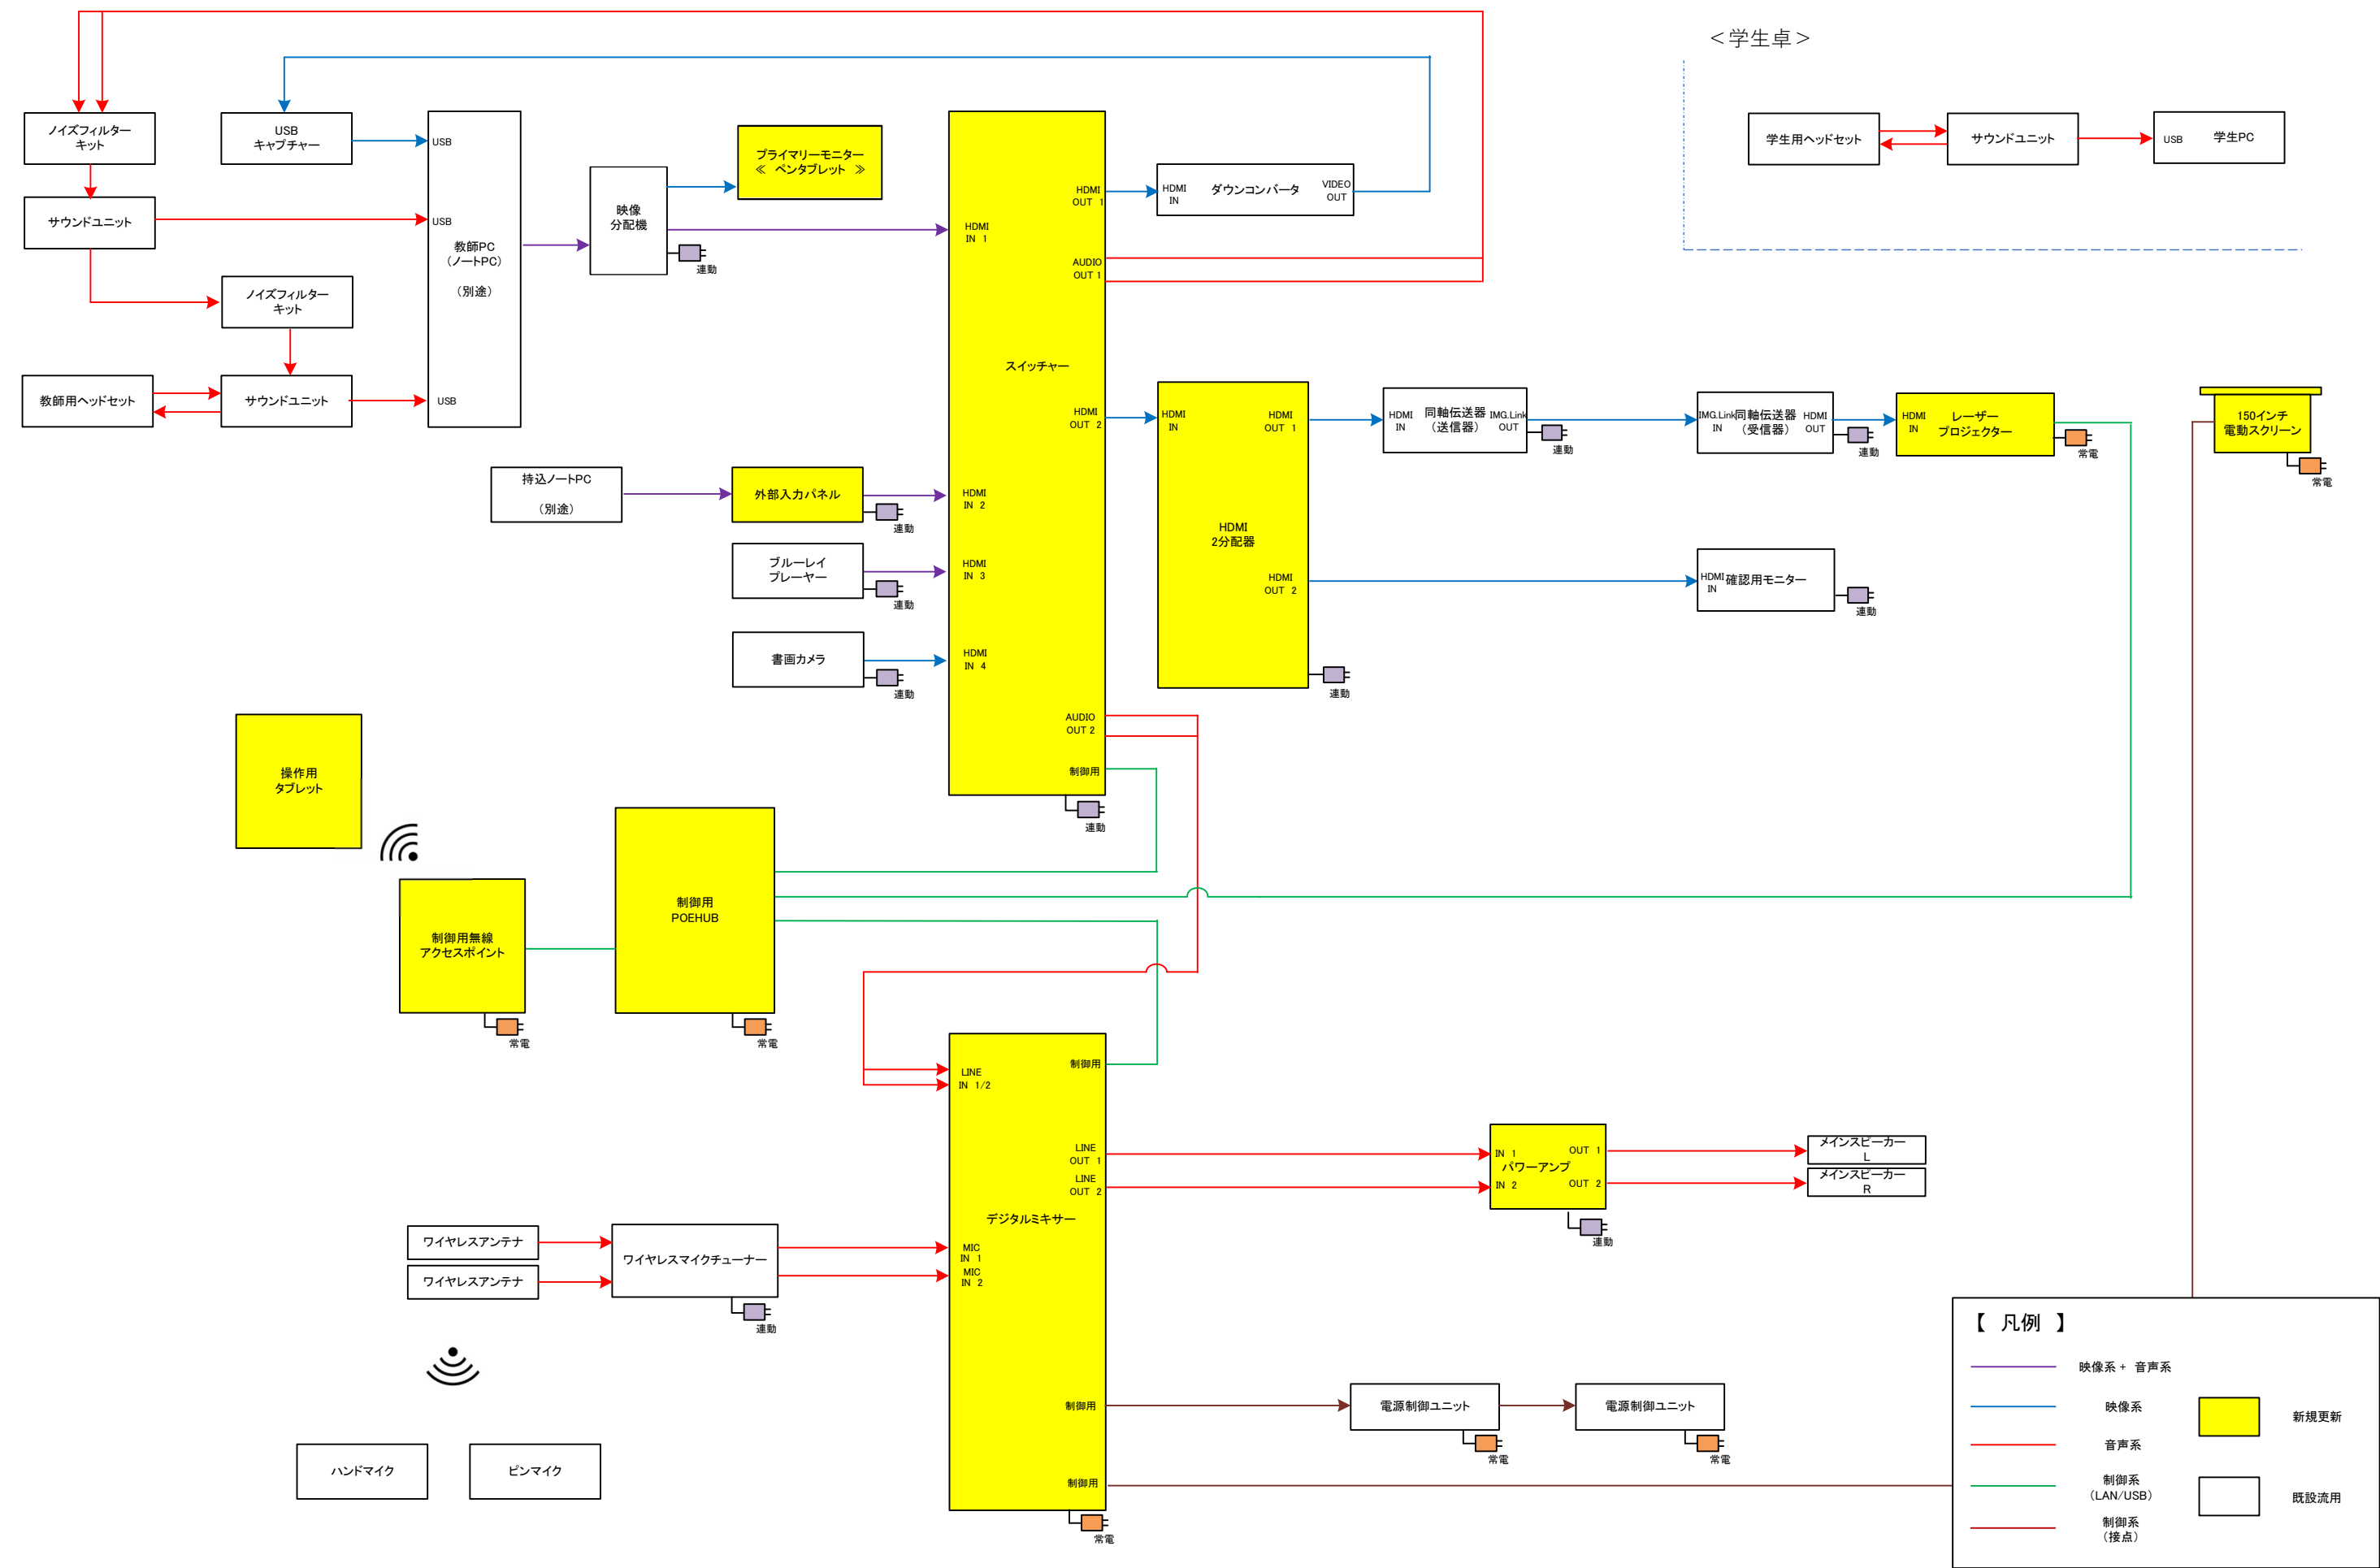 ＜学生卓＞
ノイズフィルター
キット
USB
キャプチャー
USB
プライマリーモニター
≪ ペンタブレット ≫
学生用ヘッドセット
サウンドユニット
USB
学生PC
サウンドユニット
USB
教師PC
（ノートPC）
（別途）
映像
分配機
連動
HDMI
IN 1
HDMI
OUT 1
HDMI
IN
ダウンコンバータ
VIDEO
OUT
AUDIO
OUT 1
ノイズフィルター
キット
スイッチャー
教師用ヘッドセット
サウンドユニット
USB
HDMI
OUT 2
HDMI
IN
HDMI
OUT 1
HDMI
IN
同軸伝送器
（送信器）
IMG.Link
OUT
連動
IMG.Link
IN
同軸伝送器
（受信器）
HDMI
OUT
連動
HDMI
IN
レーザー
プロジェクター
常電
150インチ
電動スクリーン
常電
持込ノートPC
（別途）
外部入力パネル
連動
HDMI
IN 2
HDMI
2分配器
ブルーレイ
プレーヤー
連動
HDMI
IN 3
HDMI
OUT 2
HDMI
IN
確認用モニター
連動
書画カメラ
連動
HDMI
IN 4
連動
AUDIO
OUT 2
制御用
連動
操作用
タブレット
制御用
POEHUB
常電
制御用無線
アクセスポイント
常電
LINE
IN 1/2
制御用
LINE
OUT 1
LINE
OUT 2
デジタルミキサー
IN 1
OUT 1
パワーアンプ
IN 2
OUT 2
連動
メインスピーカー
L
メインスピーカー
R
ワイヤレスアンテナ
ワイヤレスアンテナ
ワイヤレスマイクチューナー
連動
MIC
IN 1
MIC
IN 2
制御用
電源制御ユニット
常電
電源制御ユニット
常電
ハンドマイク
ピンマイク
制御用
常電
【 凡例 】
映像系 + 音声系
映像系
音声系
制御系
（LAN/USB）
制御系
（接点）
新規更新
既設流用